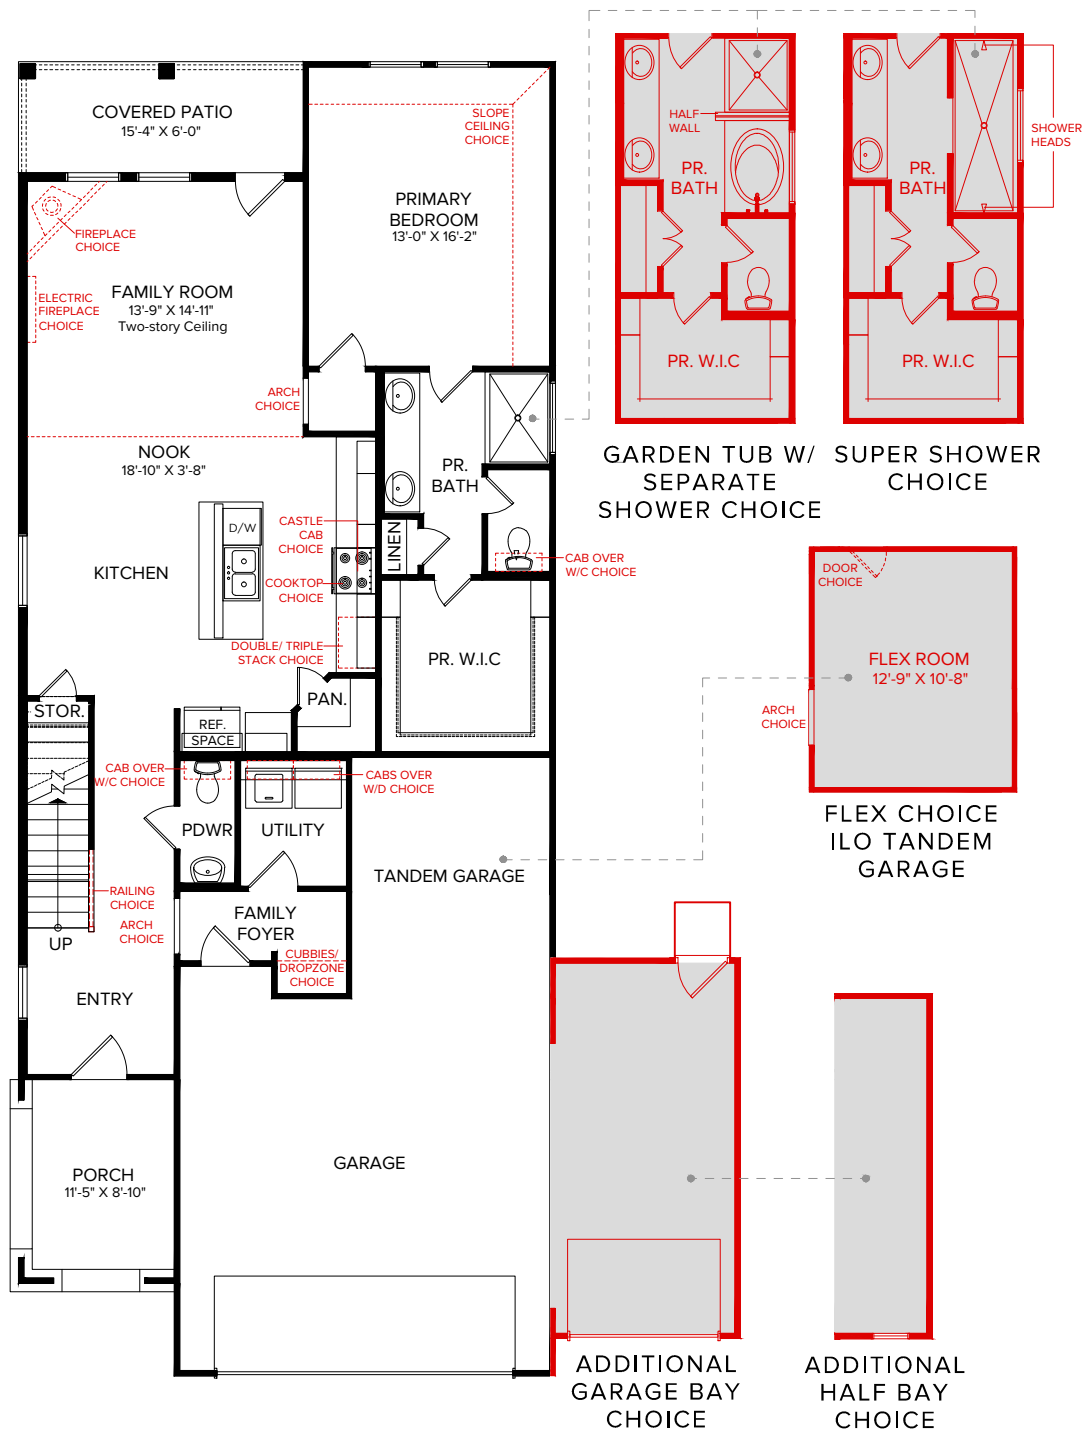 COVERED PATIO
15'-4" X 6'-0"
SLOPE
CEILING
CHOICE
PRIMARY
BEDROOM
13'-0" X 16'-2"
FIREPLACE
CHOICE
ELECTRIC
FIREPLACE
CHOICE
FAMILY ROOM
13'-9" X 14'-11"
Two-story Ceiling
ARCH
CHOICE
NOOK
18'-10" X 3'-8"
PR.
BATH
D/W
CASTLE
CAB
CHOICE
LINEN
CAB OVER
W/C CHOICE
KITCHEN
COOKTOP
CHOICE
DOUBLE/ TRIPLE
STACK CHOICE
PR. W.I.C
PAN.
STOR.
REF.
SPACE
CAB OVER
W/C CHOICE
CABS OVER
W/D CHOICE
PDWR
UTILITY
TANDEM GARAGE
RAILING
CHOICE
ARCH
CHOICE
FAMILY
FOYER
UP
CUBBIES/
DROPZONE
CHOICE
ENTRY
GARAGE
PORCH
11'-5" X 8'-10"
HALF
WALL
PR.
BATH
PR. W.I.C
GARDEN TUB W/
SEPARATE
SHOWER CHOICE
SHOWER
HEADS
PR.
BATH
PR. W.I.C
SUPER SHOWER
CHOICE
DOOR
CHOICE
FLEX ROOM
12'-9" X 10'-8"
ARCH
CHOICE
FLEX CHOICE
ILO TANDEM
GARAGE
ADDITIONAL
GARAGE BAY
CHOICE
ADDITIONAL
HALF BAY
CHOICE